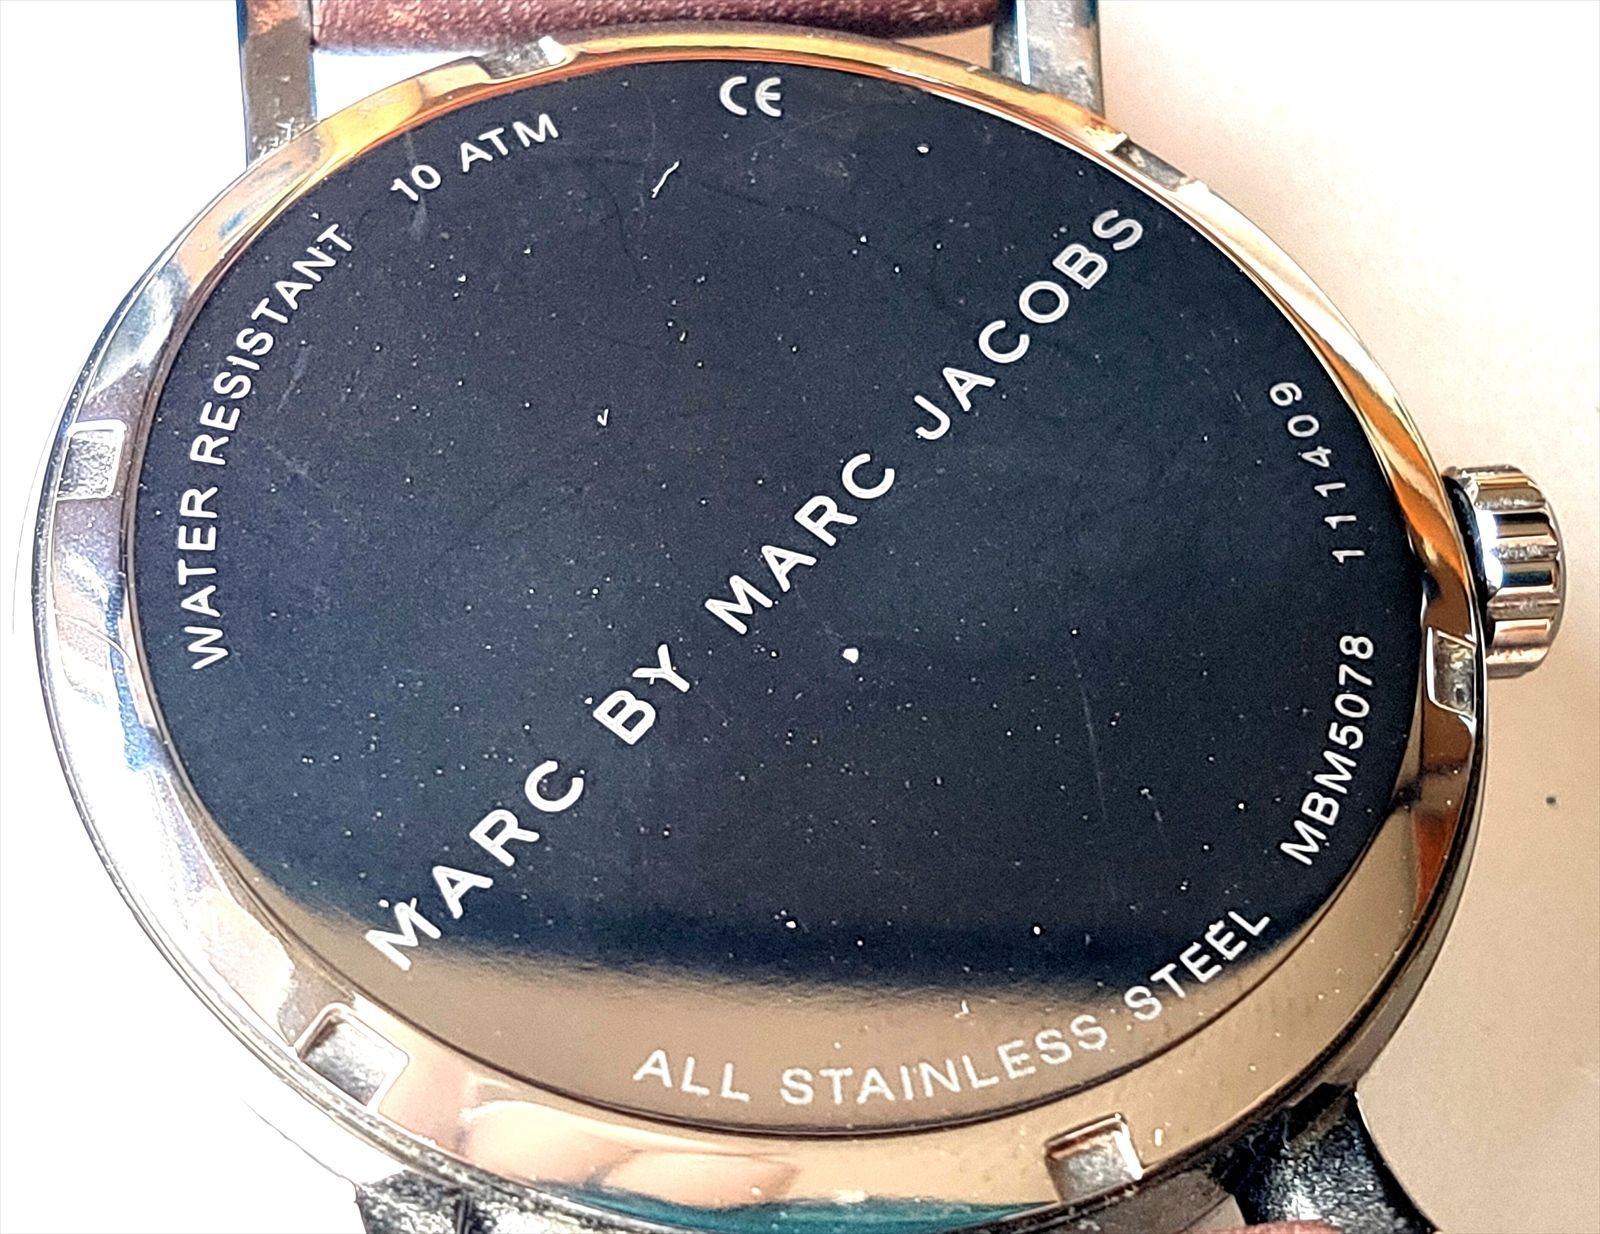 WATER RESISTANT 10 ATM
CE
MARC BY MARC JACOBS
111409
MBM5078
ALL STAINLESS STEEL